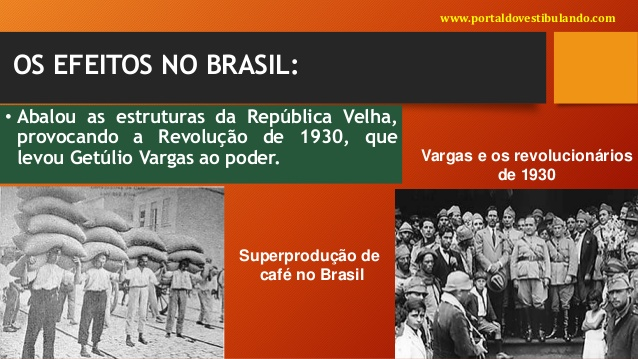 www.portaldovestibulando.com
OS EFEITOS NO BRASIL:
• Abalou as estruturas da República Velha,
provocando a Revolução de 1930, que
levou Getúlio Vargas ao poder.
Vargas e os revolucionários
de 1930
Superprodução de
café no Brasil